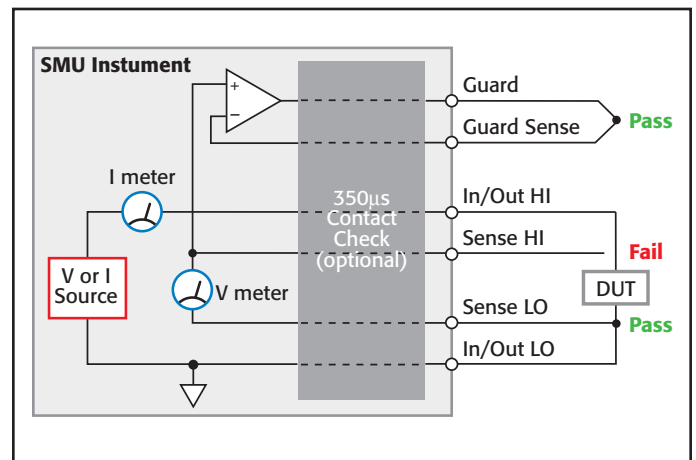 SMU Instument
Guard
Guard Sense
Pass
I meter
In/Out HI
350µs
Contact
Check
(optional)
Sense HI
Fail
V or I
Source
V meter
DUT
Sense LO
Pass
In/Out LO
+
–